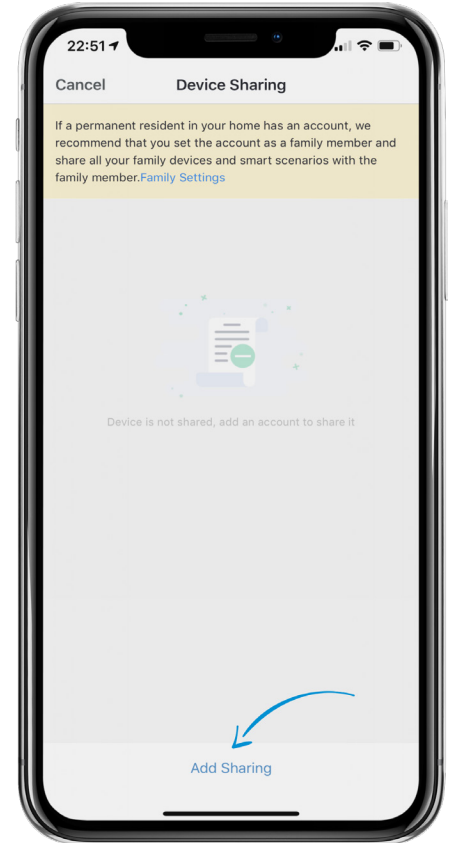 22:51
Cancel Device Sharing
If a permanent resident in your home has an account, we
recommend that you set the account as a family member and
share all your family devices and smart scenarios with the
family member.Family Settings
Device is not shared, add an account to share it
Add Sharing